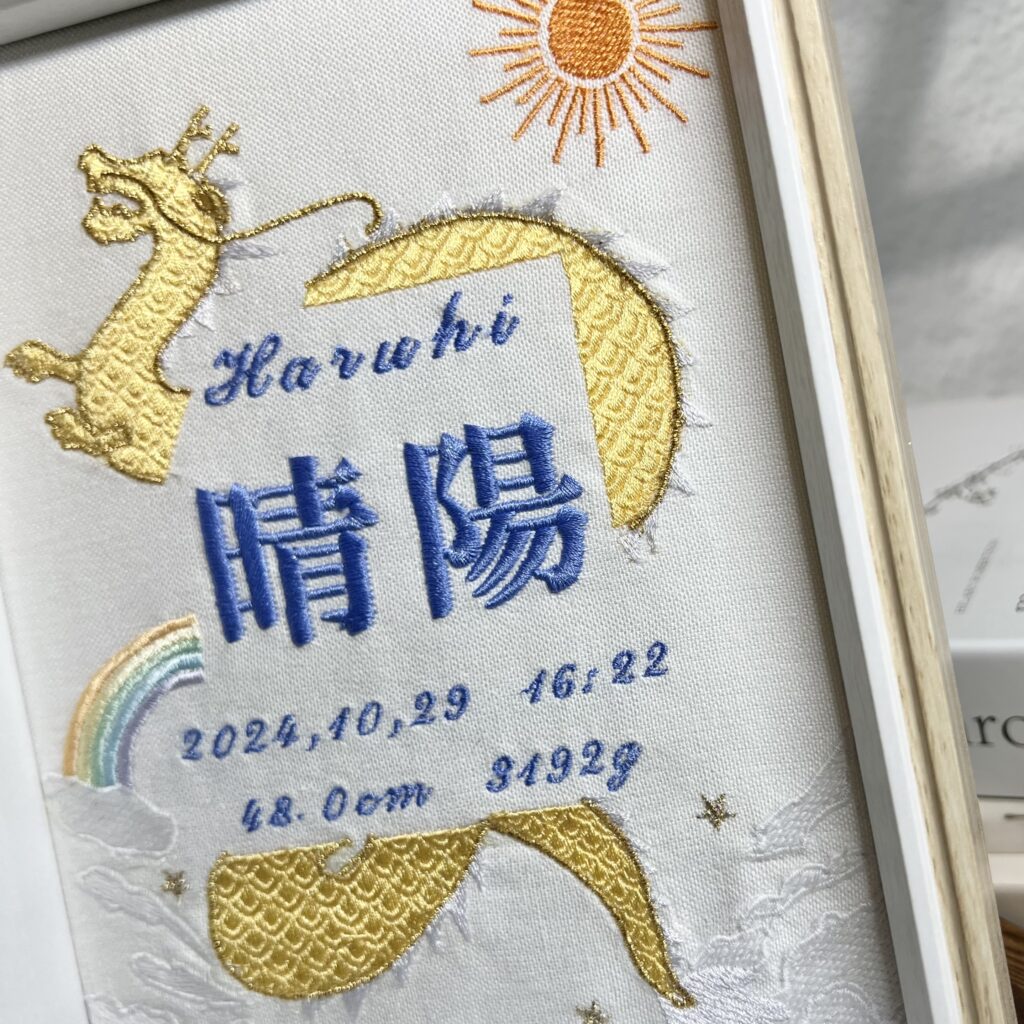 Haruhi
晴陽
2024,10,29 16:22
48.0cm 3192g